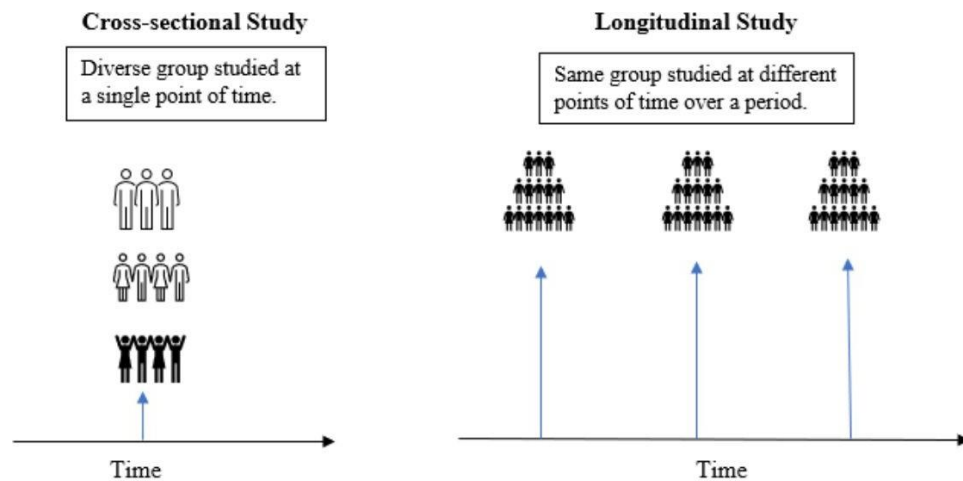 Cross-sectional Study
Diverse group studied at
a single point of time.
Time
Longitudinal Study
Same group studied at different
points of time over a period.
Time